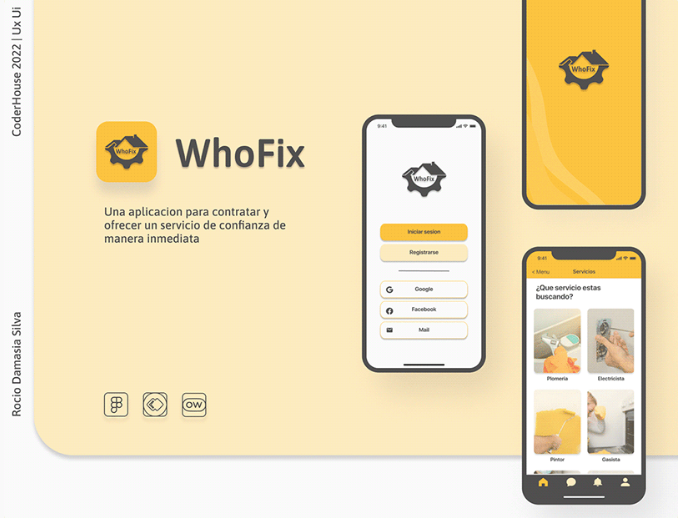 CoderHouse 2022 | Ux Ui
Rocio Damasia Silva
WhoFix
WhoFix
Una aplicacion para contratar y
ofrecer un servicio de confianza de
manera inmediata
OW
9:41
WhoFix
Iniciar sesion
Registrarse
Google
Facebook
Mail
WhoFix
9:41
< Menu
Servicios
¿Que servicio estas
buscando?
Plomeria
Electricista
Pintor
Gasista